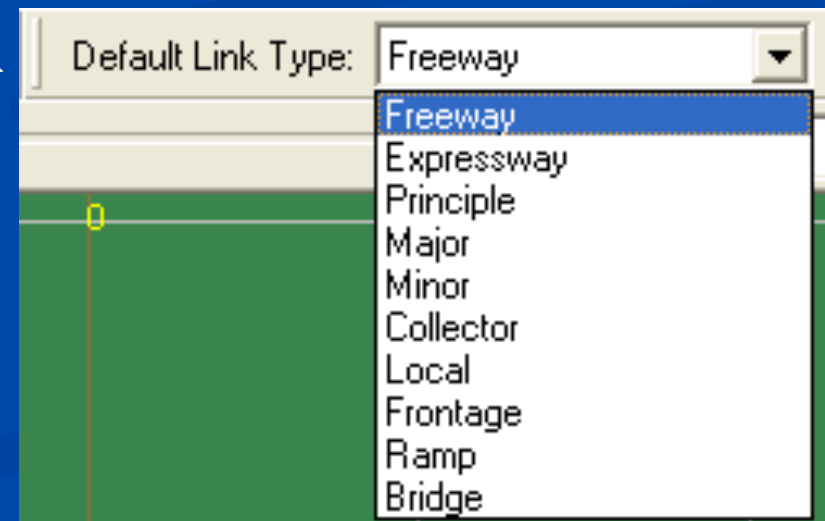 Default Link Type: Freeway
Freeway
Expressway
Principle
0
Major
Minor
Collector
Local
Frontage
Ramp
Bridge